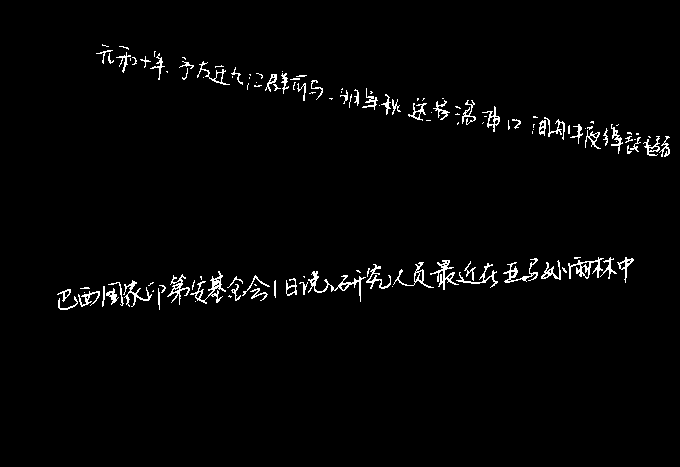 元和十年.予左迁九江郡司马.明年秋 送客湓浦口 闻舟中夜弹琵琶者
巴西国家印第安基金会1日说,研究人员最近在亚马孙雨林中